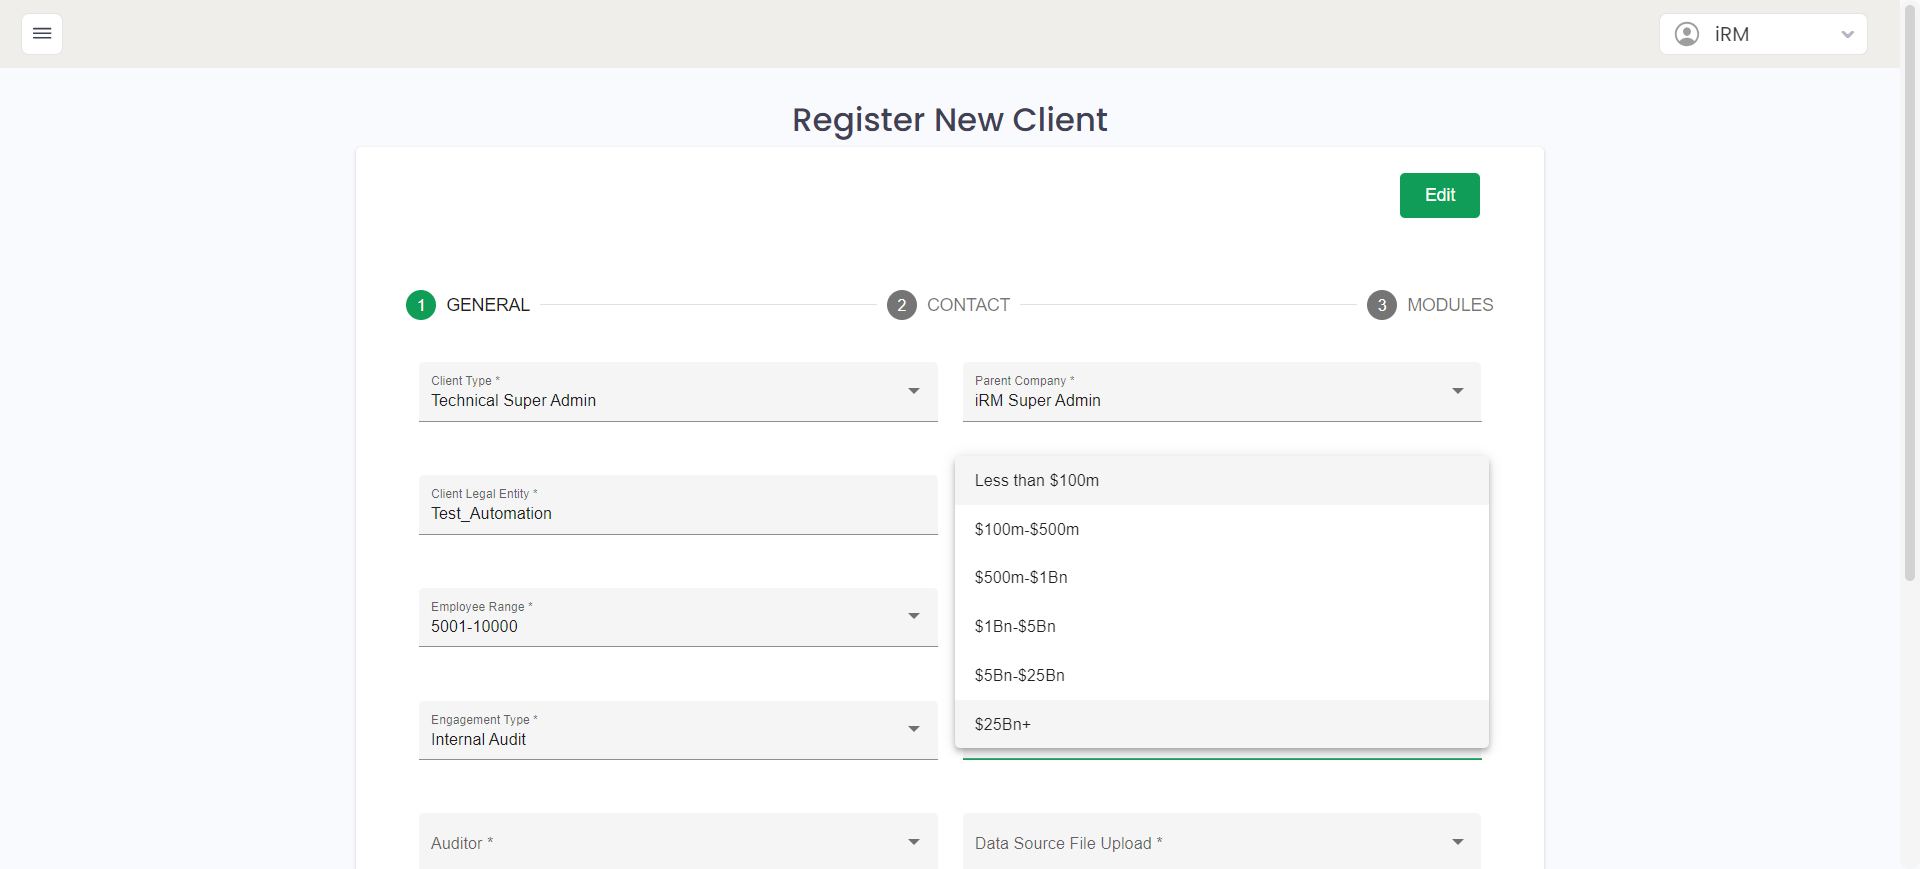 iRM
Register New Client
Edit
1 GENERAL
2 CONTACT
3 MODULES
Client Type *
Technical Super Admin
Parent Company *
iRM Super Admin
Client Legal Entity *
Test_Automation
Less than $100m
$100m-$500m
$500m-$1Bn
$1Bn-$5Bn
$5Bn-$25Bn
$25Bn+
Employee Range *
5001-10000
Engagement Type *
Internal Audit
Auditor *
Data Source File Upload *